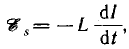 ℰ_s = −L dI/dt,